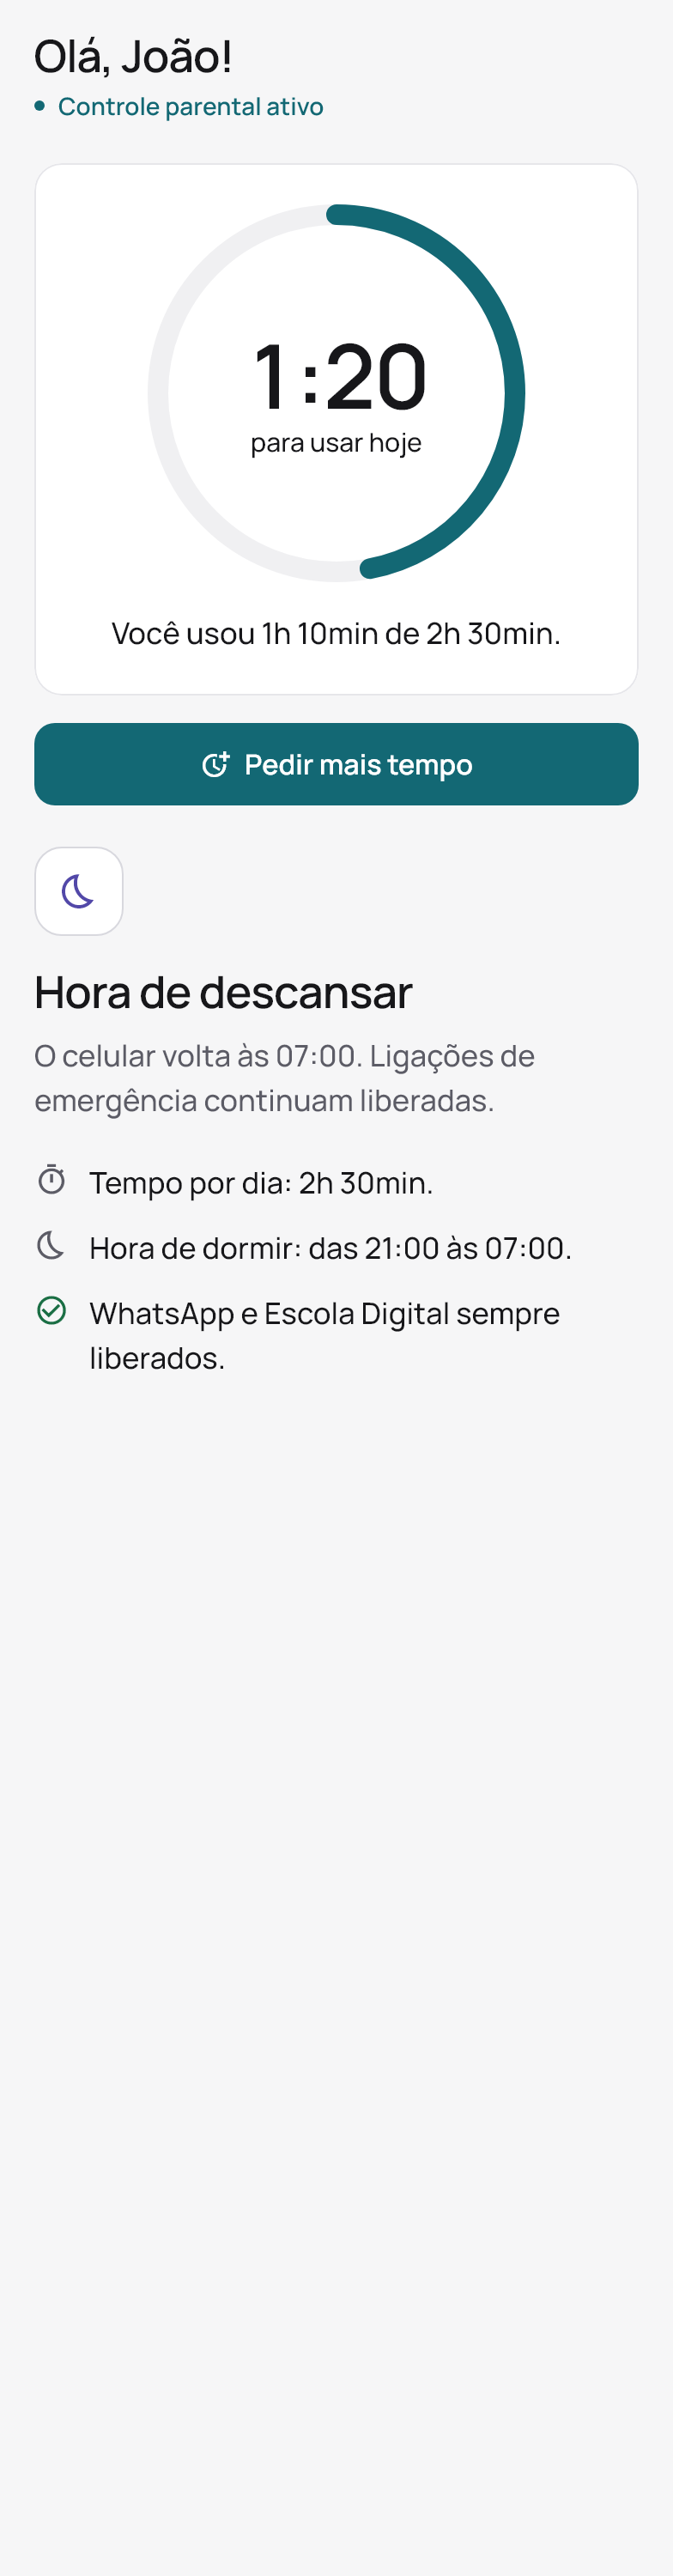 Olá, João!
Controle parental ativo
1:20
para usar hoje
Você usou 1h 10min de 2h 30min.
Pedir mais tempo
Hora de descansar
O celular volta às 07:00. Ligações de
emergência continuam liberadas.
Tempo por dia: 2h 30min.
Hora de dormir: das 21:00 às 07:00.
WhatsApp e Escola Digital sempre
liberados.